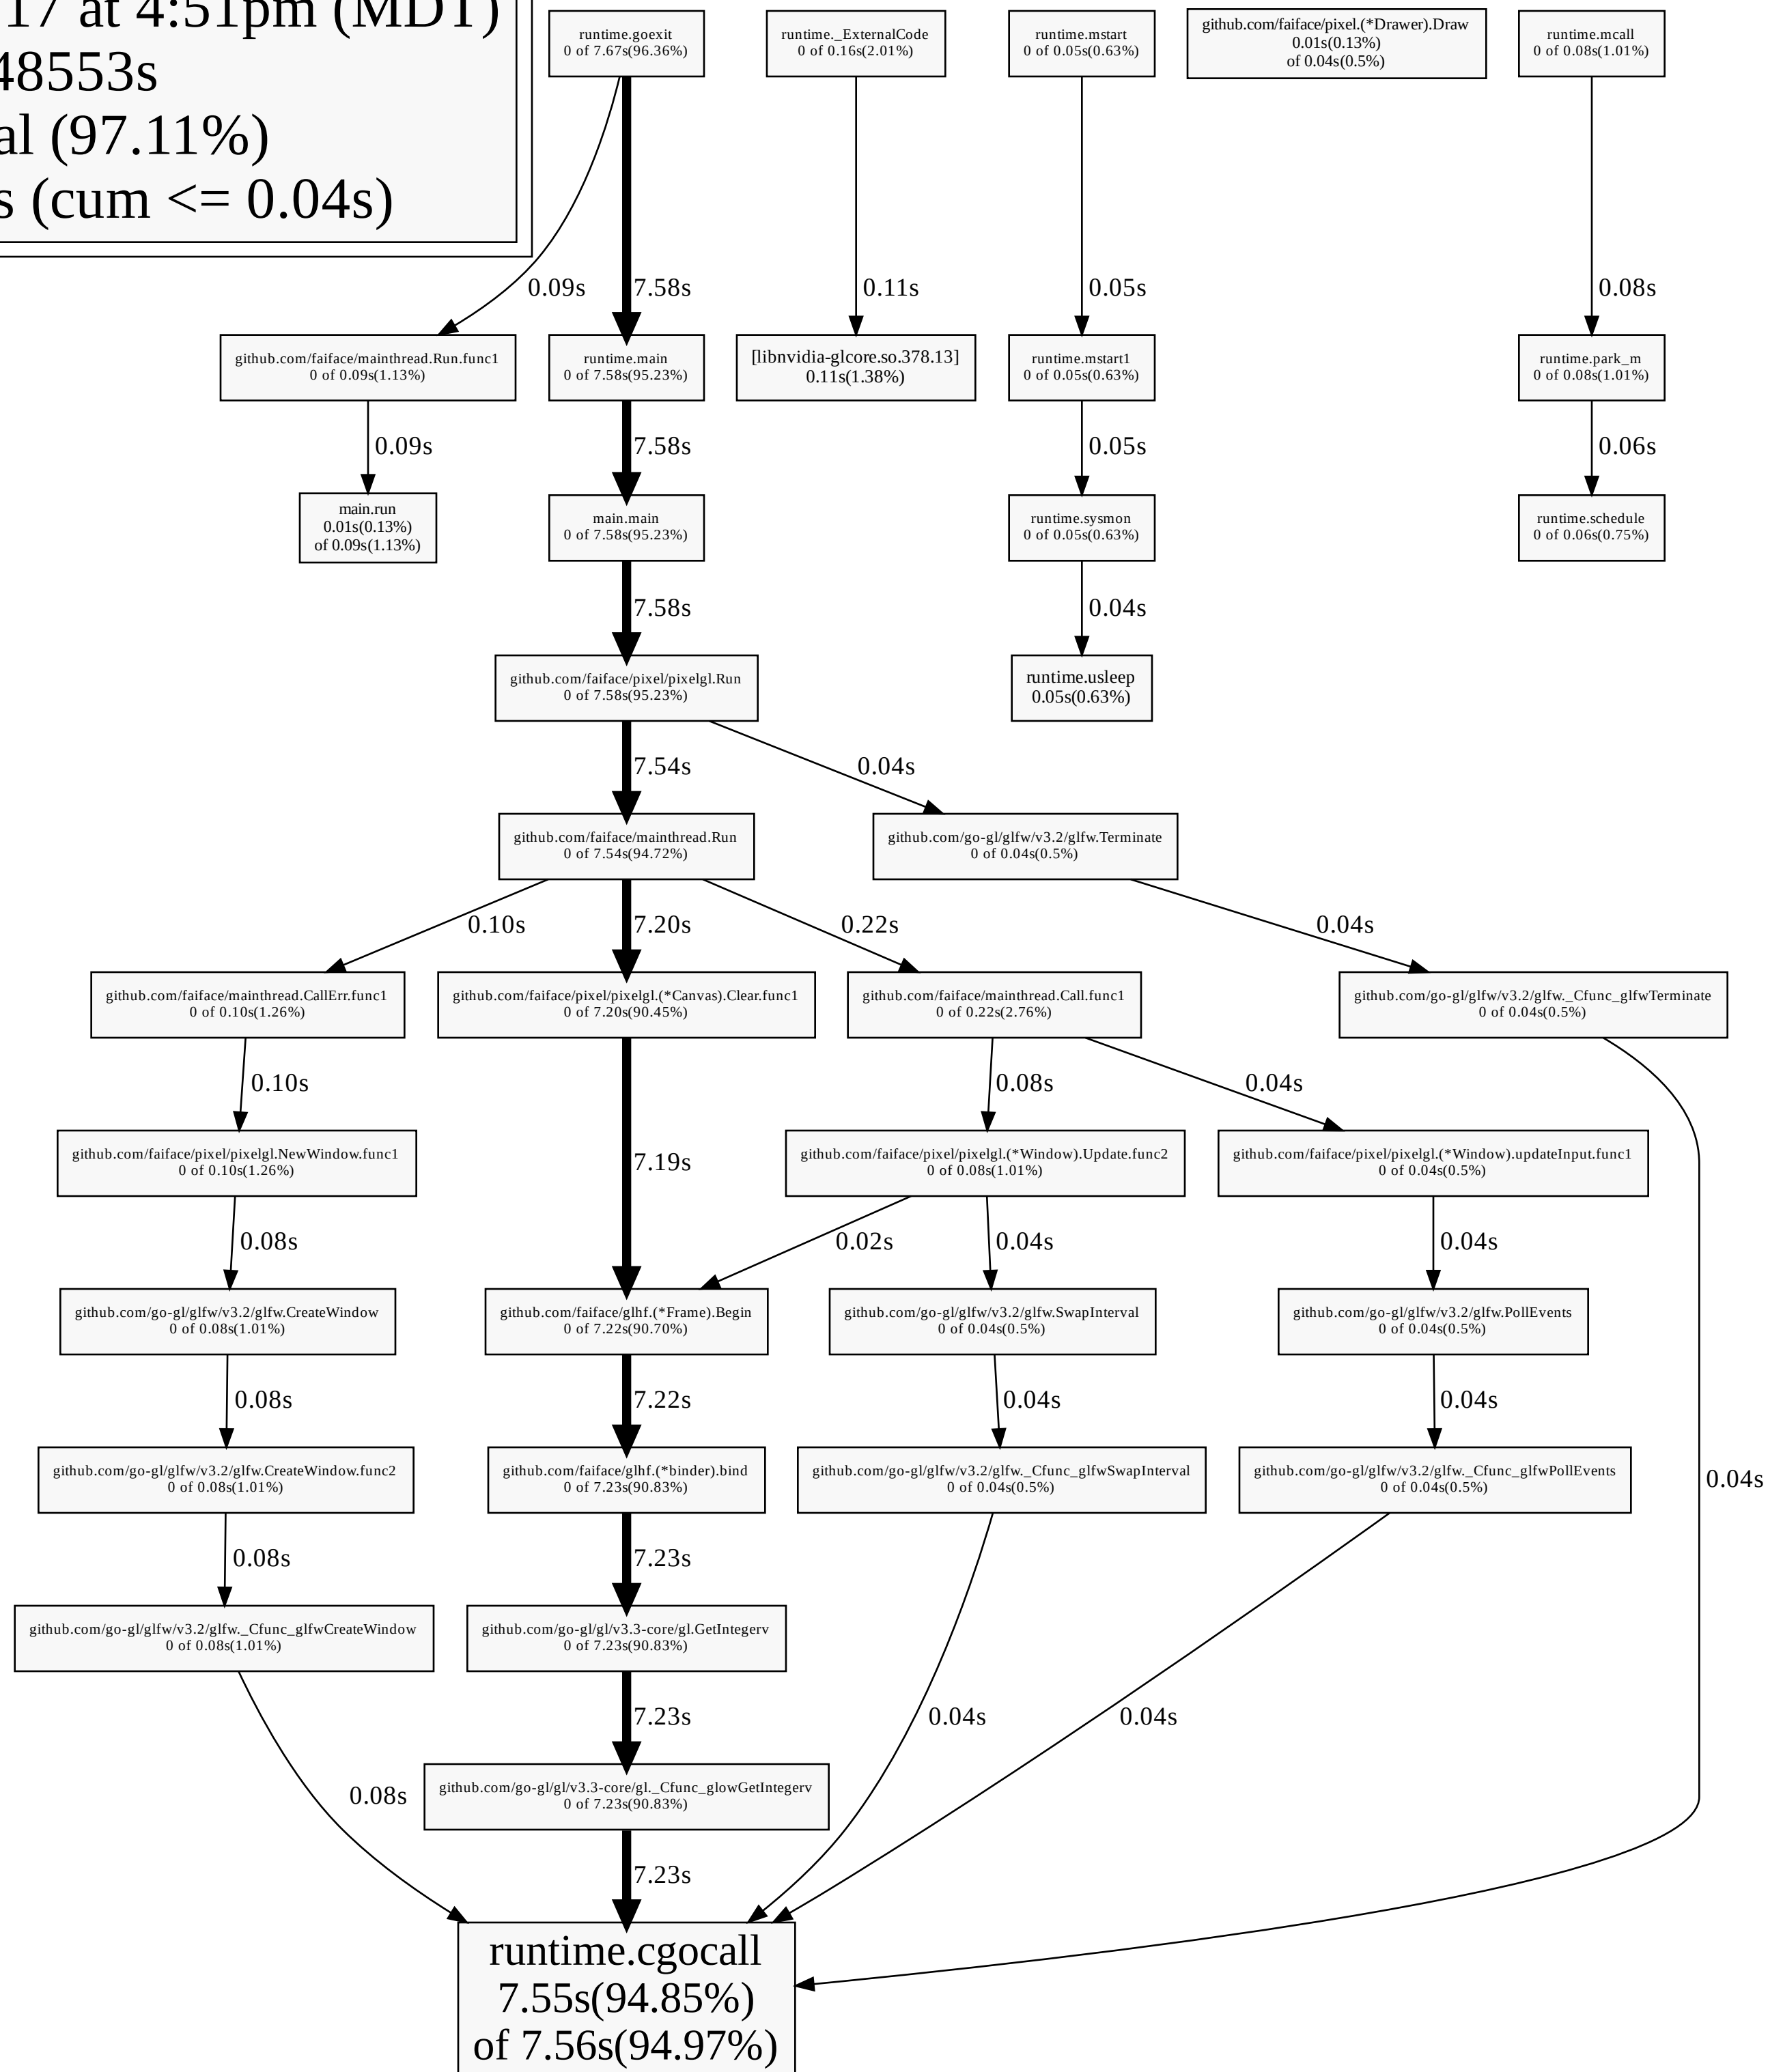 17 at 4:51pm (MDT)
48553s
al (97.11%)
s (cum <= 0.04s)
runtime.goexit
0 of 7.67s(96.36%)
runtime._ExternalCode
0 of 0.16s(2.01%)
runtime.mstart
0 of 0.05s(0.63%)
github.com/faiface/pixel.(*Drawer).Draw
0.01s(0.13%)
of 0.04s(0.5%)
runtime.mcall
0 of 0.08s(1.01%)
0.09s
7.58s
0.11s
0.05s
0.08s
github.com/faiface/mainthread.Run.func1
0 of 0.09s(1.13%)
runtime.main
0 of 7.58s(95.23%)
[libnvidia-glcore.so.378.13]
0.11s(1.38%)
runtime.mstart1
0 of 0.05s(0.63%)
runtime.park_m
0 of 0.08s(1.01%)
0.09s
7.58s
0.05s
0.06s
main.run
0.01s(0.13%)
of 0.09s(1.13%)
main.main
0 of 7.58s(95.23%)
runtime.sysmon
0 of 0.05s(0.63%)
runtime.schedule
0 of 0.06s(0.75%)
7.58s
0.04s
github.com/faiface/pixel/pixelgl.Run
0 of 7.58s(95.23%)
runtime.usleep
0.05s(0.63%)
7.54s
0.04s
github.com/faiface/mainthread.Run
0 of 7.54s(94.72%)
github.com/go-gl/glfw/v3.2/glfw.Terminate
0 of 0.04s(0.5%)
0.10s
7.20s
0.22s
0.04s
github.com/faiface/mainthread.CallErr.func1
0 of 0.10s(1.26%)
github.com/faiface/pixel/pixelgl.(*Canvas).Clear.func1
0 of 7.20s(90.45%)
github.com/faiface/mainthread.Call.func1
0 of 0.22s(2.76%)
github.com/go-gl/glfw/v3.2/glfw._Cfunc_glfwTerminate
0 of 0.04s(0.5%)
0.10s
0.08s
0.04s
github.com/faiface/pixel/pixelgl.NewWindow.func1
0 of 0.10s(1.26%)
7.19s
github.com/faiface/pixel/pixelgl.(*Window).Update.func2
0 of 0.08s(1.01%)
github.com/faiface/pixel/pixelgl.(*Window).updateInput.func1
0 of 0.04s(0.5%)
0.08s
0.02s
0.04s
0.04s
github.com/go-gl/glfw/v3.2/glfw.CreateWindow
0 of 0.08s(1.01%)
github.com/faiface/glhf.(*Frame).Begin
0 of 7.22s(90.70%)
github.com/go-gl/glfw/v3.2/glfw.SwapInterval
0 of 0.04s(0.5%)
github.com/go-gl/glfw/v3.2/glfw.PollEvents
0 of 0.04s(0.5%)
0.08s
7.22s
0.04s
0.04s
github.com/go-gl/glfw/v3.2/glfw.CreateWindow.func2
0 of 0.08s(1.01%)
github.com/faiface/glhf.(*binder).bind
0 of 7.23s(90.83%)
github.com/go-gl/glfw/v3.2/glfw._Cfunc_glfwSwapInterval
0 of 0.04s(0.5%)
github.com/go-gl/glfw/v3.2/glfw._Cfunc_glfwPollEvents
0 of 0.04s(0.5%)
0.04s
0.08s
7.23s
github.com/go-gl/glfw/v3.2/glfw._Cfunc_glfwCreateWindow
0 of 0.08s(1.01%)
github.com/go-gl/gl/v3.3-core/gl.GetIntegerv
0 of 7.23s(90.83%)
7.23s
0.04s
0.04s
0.08s
github.com/go-gl/gl/v3.3-core/gl._Cfunc_glowGetIntegerv
0 of 7.23s(90.83%)
7.23s
runtime.cgocall
7.55s(94.85%)
of 7.56s(94.97%)